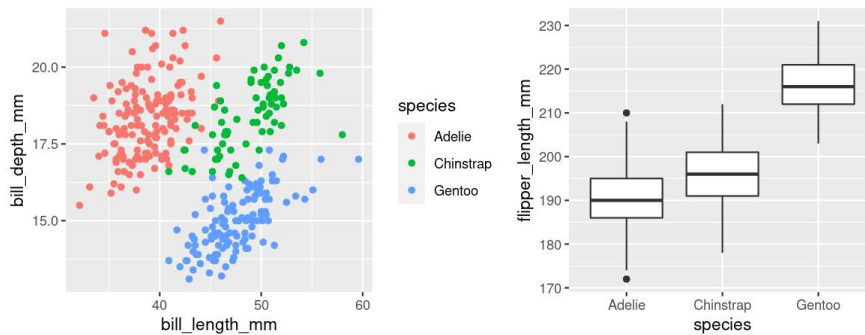 bill_depth_mm
20.0
17.5
15.0
40
50
60
bill_length_mm
species
Adelie
Chinstrap
Gentoo
flipper_length_mm
230
220
210
200
190
180
170
Adelie
Chinstrap
Gentoo
species